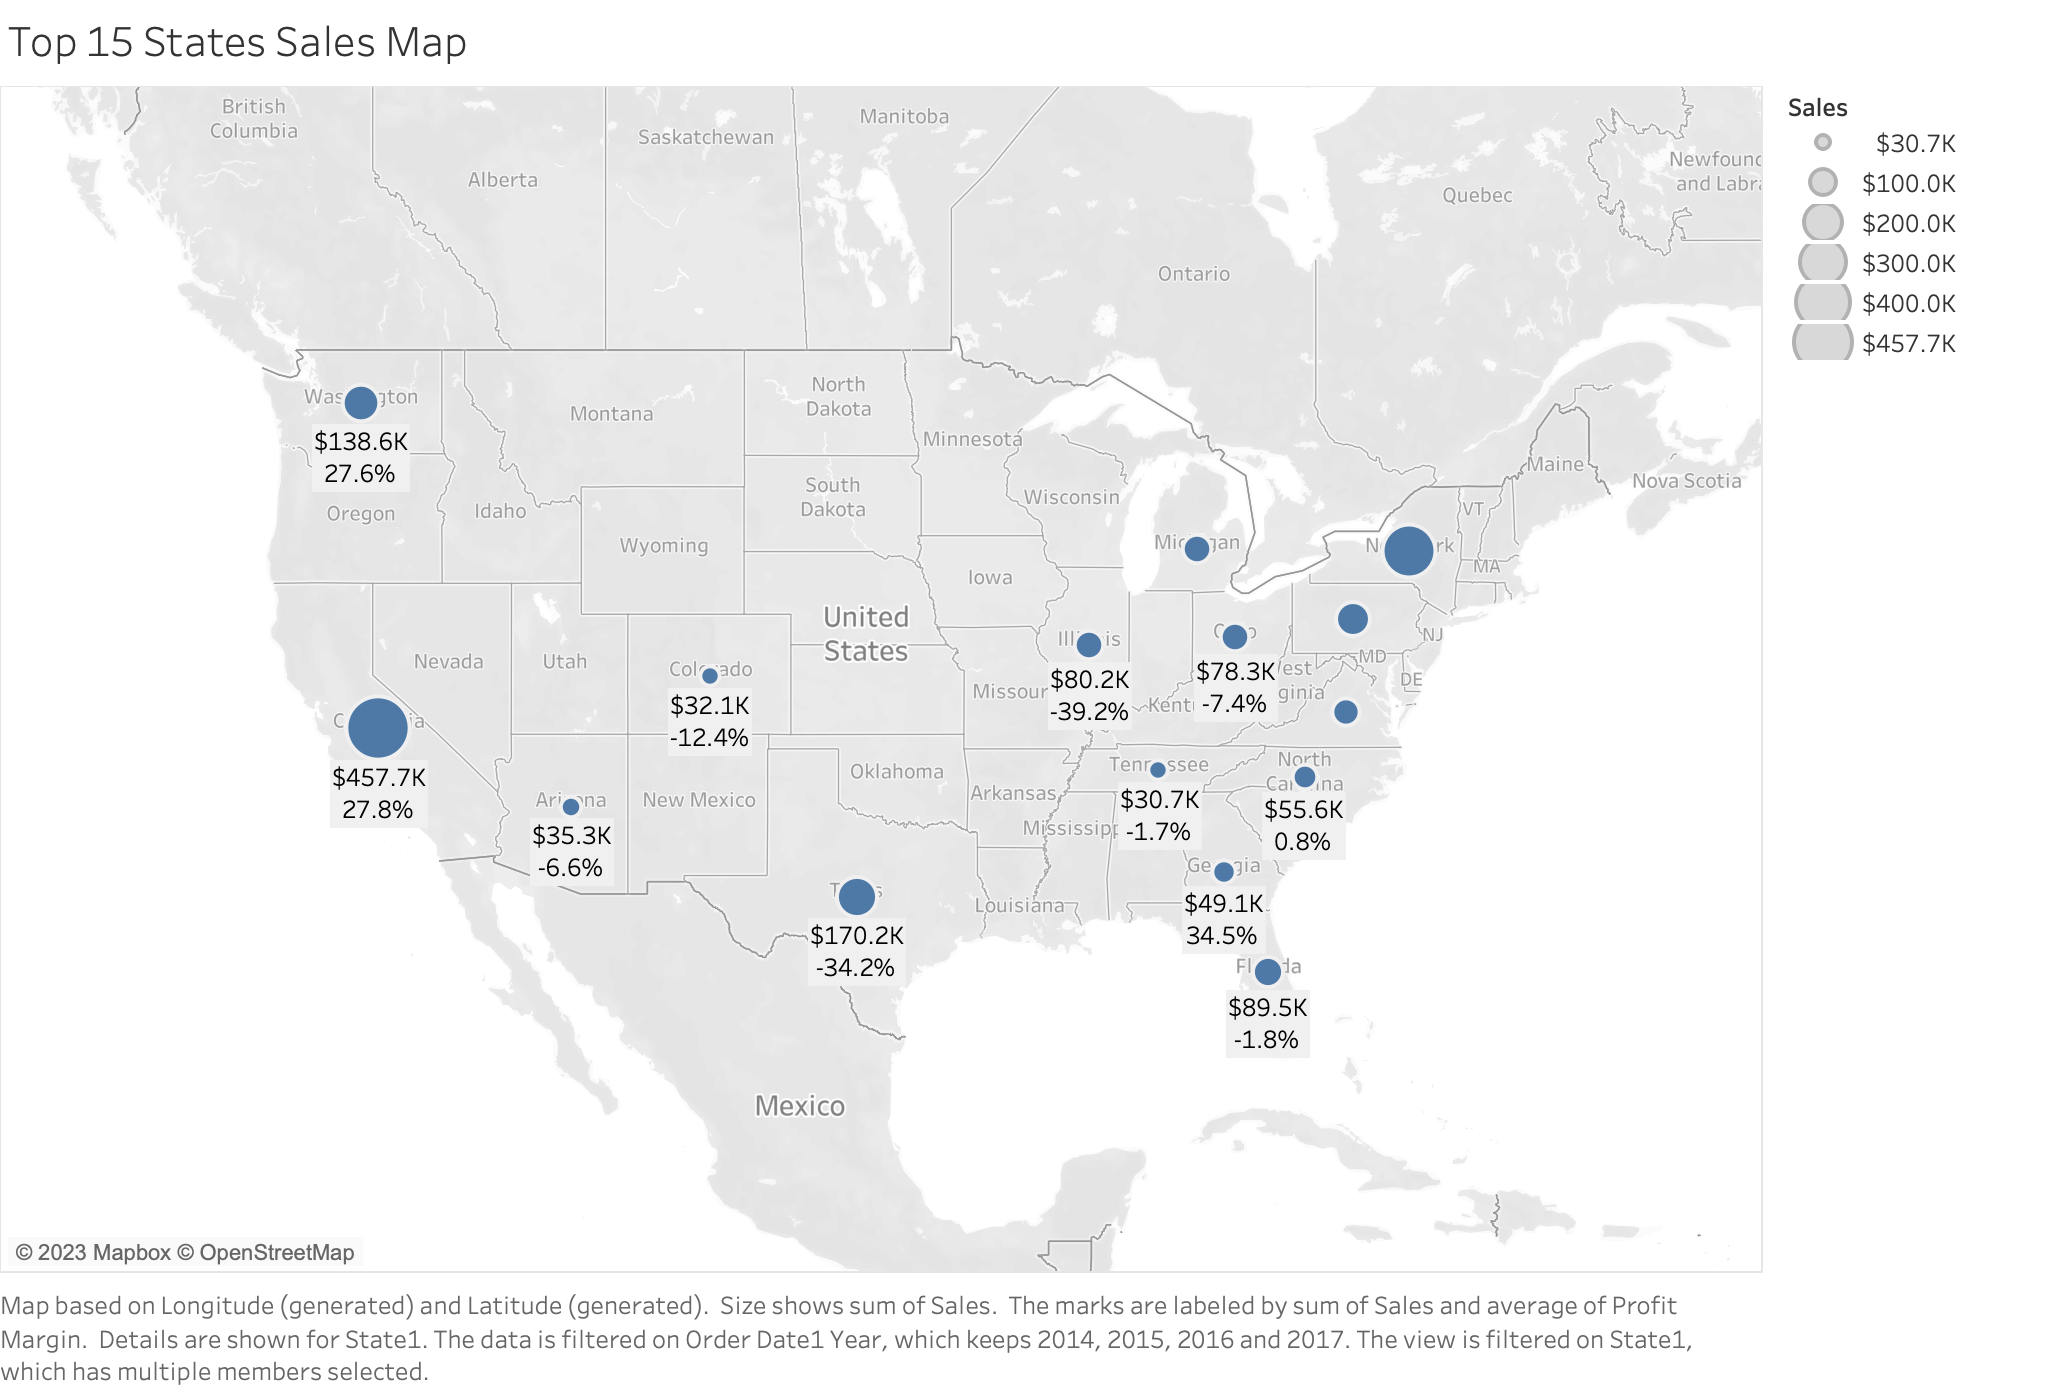 Top 15 States Sales Map
British
Columbia
Alberta
Saskatchewan
Manitoba
Ontario
Quebec
Newfound
and Labra
Sales
$30.7K
$100.0K
$200.0K
$300.0K
$400.0K
$457.7K
Montana
North
Dakota
Minnesota
Maine
Nova Scotia
$138.6K
27.6%
Oregon
Idaho
South
Dakota
Wisconsin
VT
Wyoming
Iowa
MA
United
States
NJ
Nevada
Utah
MD
DE
$32.1K
-12.4%
$80.2K
-39.2%
$78.3K
-7.4%
Missour
Kent
est
ginia
$457.7K
27.8%
$35.3K
-6.6%
New Mexico
Oklahoma
Arkansas
Mississipp
$30.7K
-1.7%
North
$55.6K
0.8%
Louisiana
$49.1K
34.5%
$170.2K
-34.2%
$89.5K
-1.8%
Mexico
© 2023 Mapbox © OpenStreetMap
Map based on Longitude (generated) and Latitude (generated).  Size shows sum of Sales.  The marks are labeled by sum of Sales and average of Profit
Margin.  Details are shown for State1. The data is filtered on Order Date1 Year, which keeps 2014, 2015, 2016 and 2017. The view is filtered on State1,
which has multiple members selected.